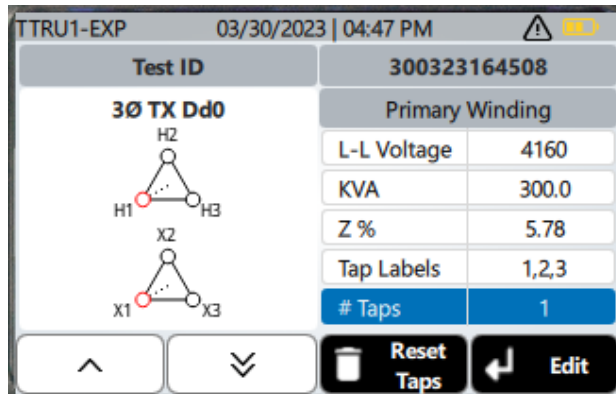 TTRU1-EXP 03/30/2023 | 04:47 PM
Test ID 300323164508
3Ø TX Dd0
H2
H1 H3
X2
X1 X3
Primary Winding
L-L Voltage 4160
KVA 300.0
Z % 5.78
Tap Labels 1,2,3
# Taps 1
Reset
Taps
Edit